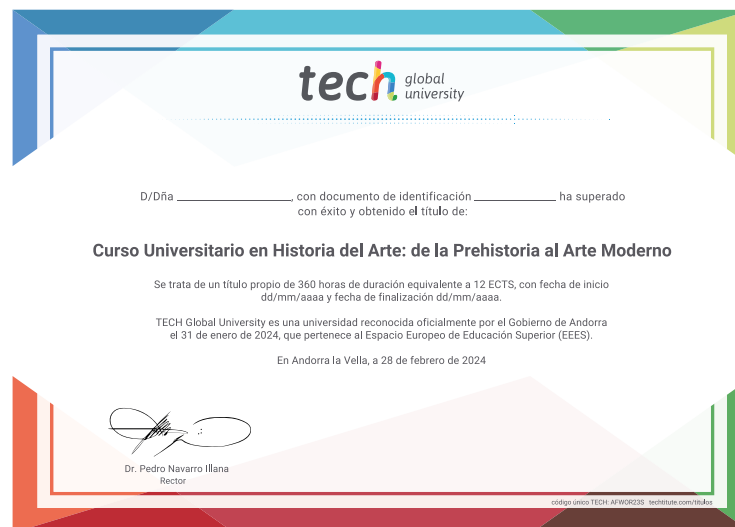 tech global
university
D/Dña ____________________, con documento de identificación ______________ ha superado
con éxito y obtenido el título de:
Curso Universitario en Historia del Arte: de la Prehistoria al Arte Moderno
Se trata de un título propio de 360 horas de duración equivalente a 12 ECTS, con fecha de inicio
dd/mm/aaaa y fecha de finalización dd/mm/aaaa.
TECH Global University es una universidad reconocida oficialmente por el Gobierno de Andorra
el 31 de enero de 2024, que pertenece al Espacio Europeo de Educación Superior (EEES).
En Andorra la Vella, a 28 de febrero de 2024
Dr. Pedro Navarro Illana
Rector
código único TECH: AFWOR23S techtitute.com/titulos